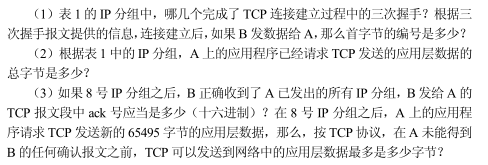 （1）表 1 的 IP 分组中，哪几个完成了 TCP 连接建立过程中的三次握手？根据三
次握手报文提供的信息，连接建立后，如果 B 发数据给 A，那么首字节的编号是多少？
（2）根据表 1 中的 IP 分组，A 上的应用程序已经请求 TCP 发送的应用层数据的
总字节是多少？
（3）如果 8 号 IP 分组之后，B 正确收到了 A 已发出的所有 IP 分组，B 发给 A 的
TCP 报文段中 ack 号应当是多少（十六进制）？在 8 号 IP 分组之后，A 上的应用程
序请求 TCP 发送新的 65495 字节的应用层数据，那么，按 TCP 协议，在 A 未能得到
B 的任何确认报文之前，TCP 可以发送到网络中的应用层数据最多是多少字节？